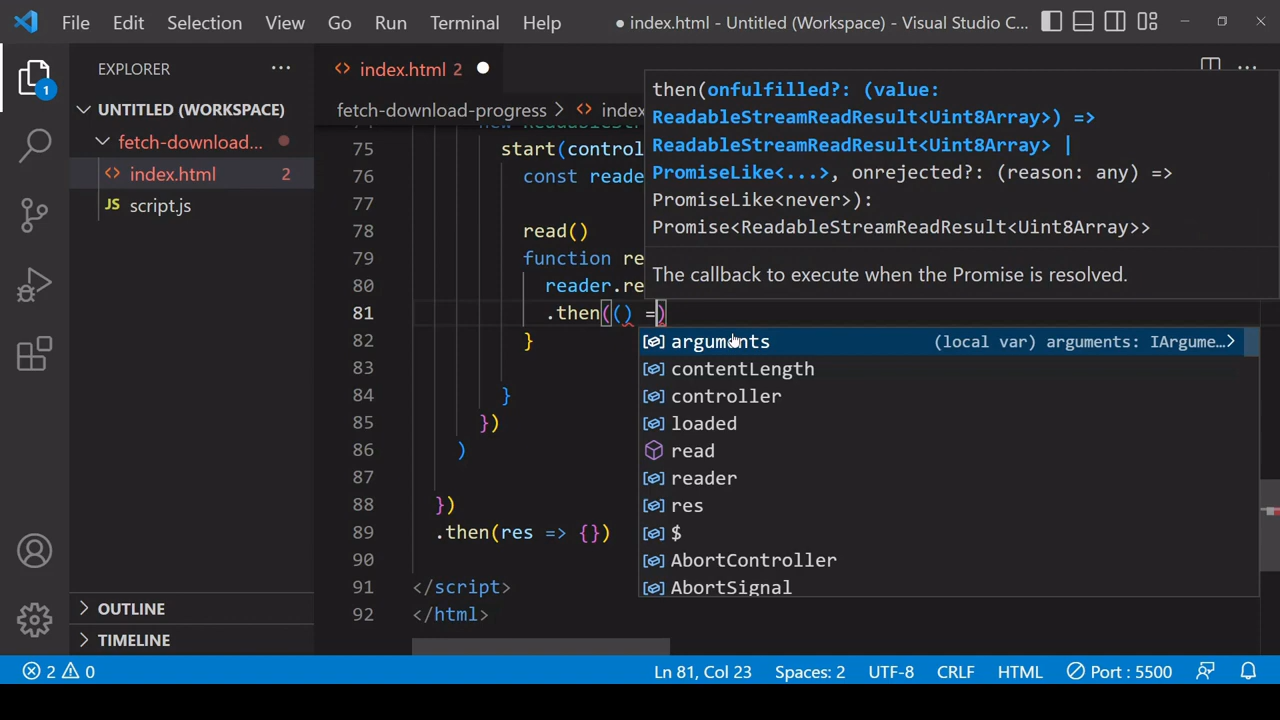 File Edit Selection View Go Run Terminal Help ● index.html - Untitled (Workspace) - Visual Studio C...
EXPLORER ...
1
UNTITLED (WORKSPACE)
fetch-download...
<> index.html 2
JS script.js
OUTLINE
TIMELINE
<> index.html 2
...
fetch-download-progress > <> index
75 start(control
76 const reade
77
78 read()
79 function re
80 reader.re
81 .then(() =)
82 }
83
84 }
85 })
86 )
87
88 })
89 .then(res => {})
90
91 </script>
92 </html>
then(onfulfilled?: (value:
ReadableStreamReadResult<Uint8Array>) =>
ReadableStreamReadResult<Uint8Array> |
PromiseLike<...>, onrejected?: (reason: any) =>
PromiseLike<never>):
Promise<ReadableStreamReadResult<Uint8Array>>
The callback to execute when the Promise is resolved.
arguments (local var) arguments: IArgume…
contentLength
controller
loaded
read
reader
res
$
AbortController
AbortSignal
2 0 Ln 81, Col 23 Spaces: 2 UTF-8 CRLF HTML Port : 5500